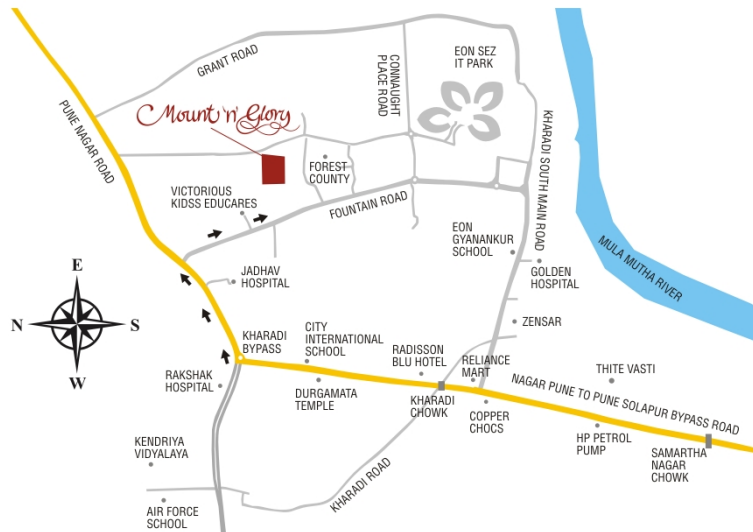 GRANT ROAD
CONNAUGHT
PLACE ROAD
EON SEZ
IT PARK
PUNE NAGAR ROAD
Mount 'n' Glory
KHARADI SOUTH MAIN ROAD
FOREST
COUNTY
VICTORIOUS
KIDSS EDUCARES
FOUNTAIN ROAD
EON
GYANANKUR
SCHOOL
MULA MUTHA RIVER
GOLDEN
HOSPITAL
JADHAV
HOSPITAL
E
N
S
W
ZENSAR
KHARADI
BYPASS
CITY
INTERNATIONAL
SCHOOL
RADISSON
BLU HOTEL
RELIANCE
MART
THITE VASTI
RAKSHAK
HOSPITAL
DURGAMATA
TEMPLE
KHARADI
CHOWK
COPPER
CHOCS
NAGAR PUNE TO PUNE SOLAPUR BYPASS ROAD
HP PETROL
PUMP
SAMARTHA
NAGAR
CHOWK
KENDRIYA
VIDYALAYA
KHARADI ROAD
AIR FORCE
SCHOOL